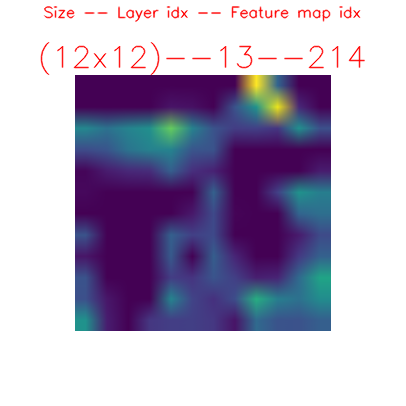 Size -- Layer idx -- Feature map idx
(12x12)--13--214